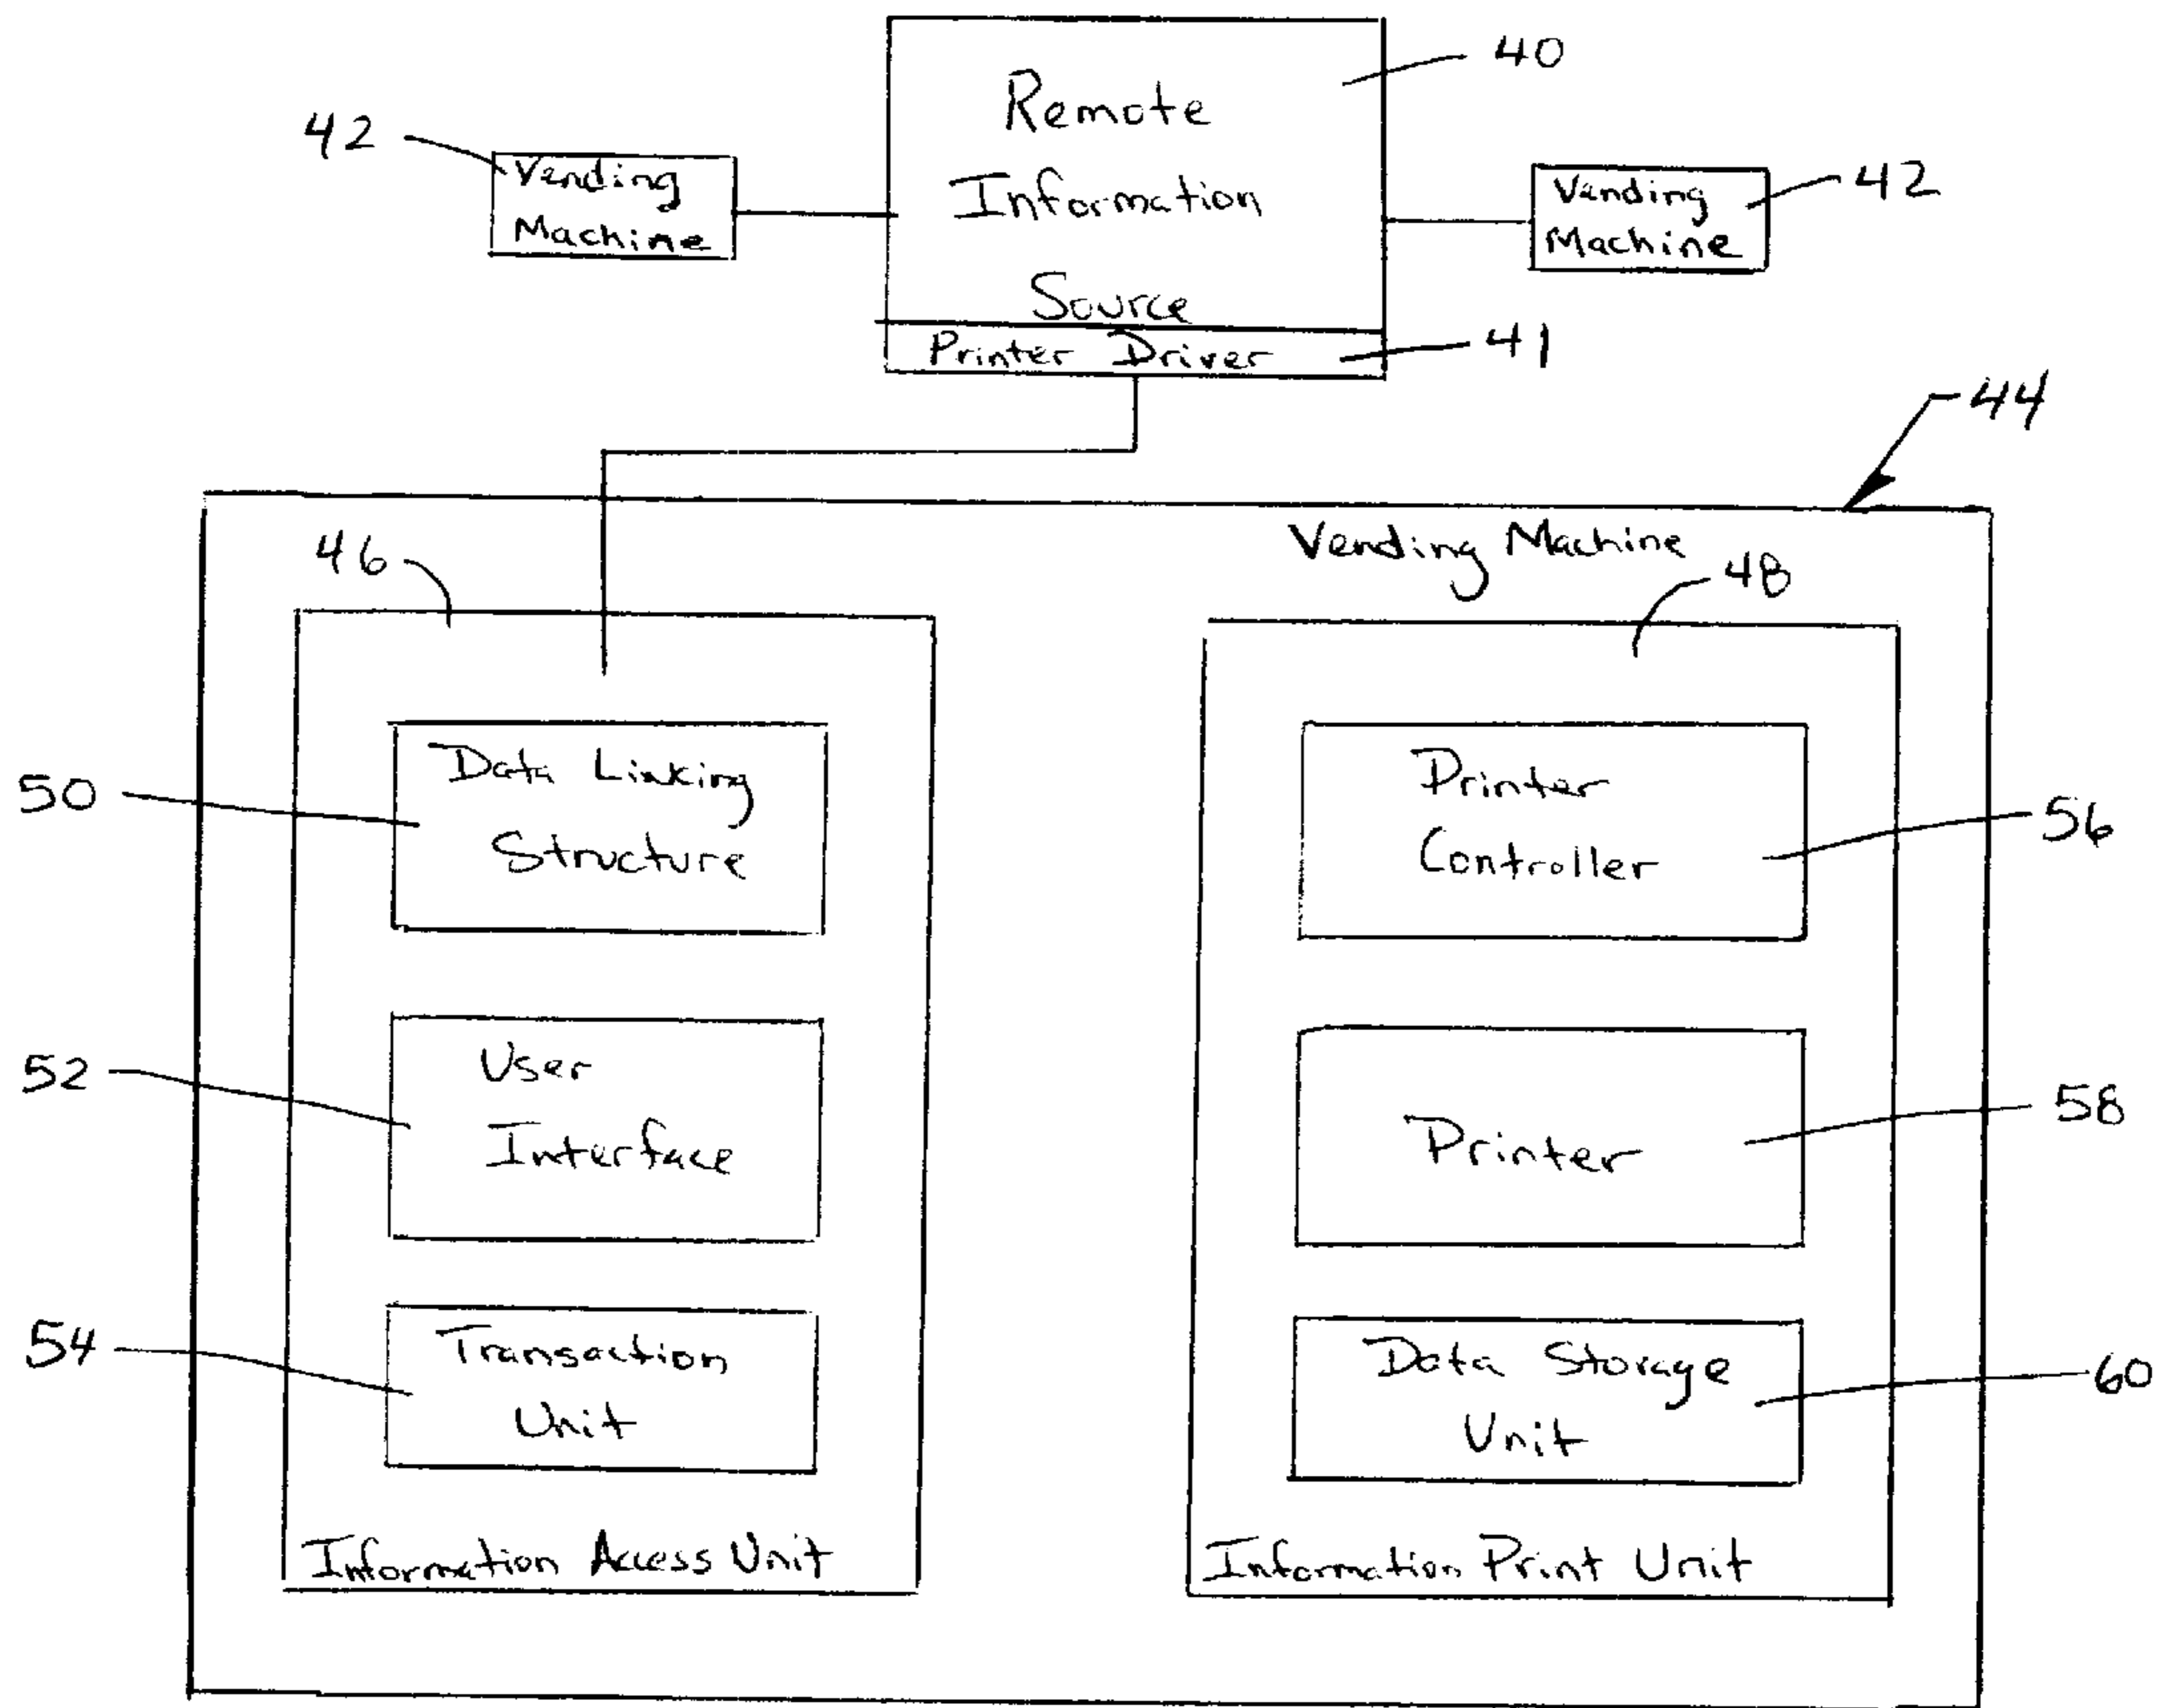 40
Remote
Information
Source
42
Vending
Machine
Vending
Machine
42
Printer Driver
41
44
Vending Machine
46
48
Data Linking
Structure
50
User
Interface
52
Transaction
Unit
54
Information Access Unit
Printer
Controller
56
Printer
58
Data Storage
Unit
60
Information Print Unit